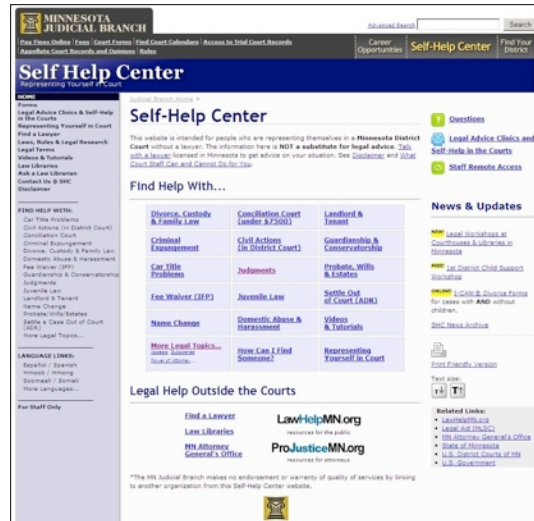 MINNESOTA
JUDICIAL BRANCH
Advanced Search
Search
Pay Fines Online | Fees | Court Forms | Find Court Calendars | Access to Trial Court Records
Appellate Court Records and Opinions | Rules
Career
Opportunities
Self-Help Center
Find Your
District
Self Help Center
Representing Yourself in Court
HOME
Forms
Legal Advice Clinics & Self-Help
in the Courts
Representing Yourself in Court
Find a Lawyer
Laws, Rules & Legal Research
Legal Terms
Videos & Tutorials
Law Libraries
Ask a Law Librarian
Contact Us @ SHC
Disclaimer
FIND HELP WITH:
Car Title Problems
Civil Actions (in District Court)
Conciliation Court
Criminal Expungement
Divorce, Custody & Family Law
Domestic Abuse & Harassment
Fee Waiver (IFP)
Guardianship & Conservatorship
Judgments
Juvenile Law
Landlord & Tenant
Name Change
Probate/Wills/Estates
Settle a Case Out of Court
(ADR)
More Legal Topics...
LANGUAGE LINKS:
Español / Spanish
Hmoob / Hmong
Soomaali / Somali
More Languages...
For Staff Only
Judicial Branch Home >
Self-Help Center
This website is intended for people who are representing themselves in a Minnesota District
Court without a lawyer. The information here is NOT a substitute for legal advice. Talk
with a lawyer licensed in Minnesota to get advice on your situation. See Disclaimer and What
Court Staff Can and Cannot Do for You.
Find Help With...
Divorce, Custody
& Family Law
Conciliation Court
(under $7500)
Landlord &
Tenant
Criminal
Expungement
Civil Actions
(in District Court)
Guardianship &
Conservatorship
Car Title
Problems
Judgments
Probate, Wills
& Estates
Fee Waiver (IFP)
Juvenile Law
Settle Out
of Court (ADR)
Name Change
Domestic Abuse &
Harassment
Videos
& Tutorials
More Legal Topics...
Power of Attorney...
How Can I Find
Someone?
Representing
Yourself in Court
Legal Help Outside the Courts
Find a Lawyer
Law Libraries
MN Attorney
General's Office
LawHelpMN.org
resources for the public
ProJusticeMN.org
resources for attorneys
*The MN Judicial Branch makes no endorsement or warranty of quality of services by linking
to another organization from this Self-Help Center website.
Questions
Legal Advice Clinics and
Self-Help in the Courts
Staff Remote Access
News & Updates
NEW Legal Workshops at
Courthouses & Libraries in
Minnesota
1st District Child Support
Workshop
ONLINE! I-CAN ® Divorce Forms
for cases with AND without
children.
SHC News Archive
Print Friendly Version
Text size:
T↓ T↑
Related Links:
LawHelpMN.org
Legal Aid (MLSC)
MN Attorney General's Office
State of Minnesota
U.S. District Courts of MN
U.S. Government